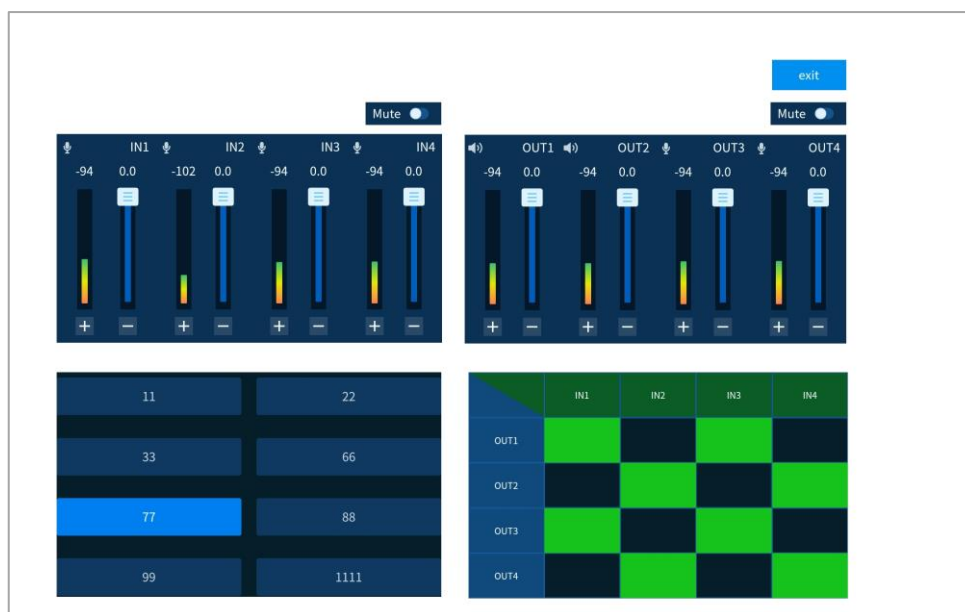 exit
Mute
Mute
IN1 IN2 IN3 IN4
-94 0.0 -102 0.0 -94 0.0 -94 0.0
+ − + − + − + −
OUT1 OUT2 OUT3 OUT4
-94 0.0 -94 0.0 -94 0.0 -94 0.0
+ − + − + − + −
11 22
33 66
77 88
99 1111
IN1 IN2 IN3 IN4
OUT1
OUT2
OUT3
OUT4